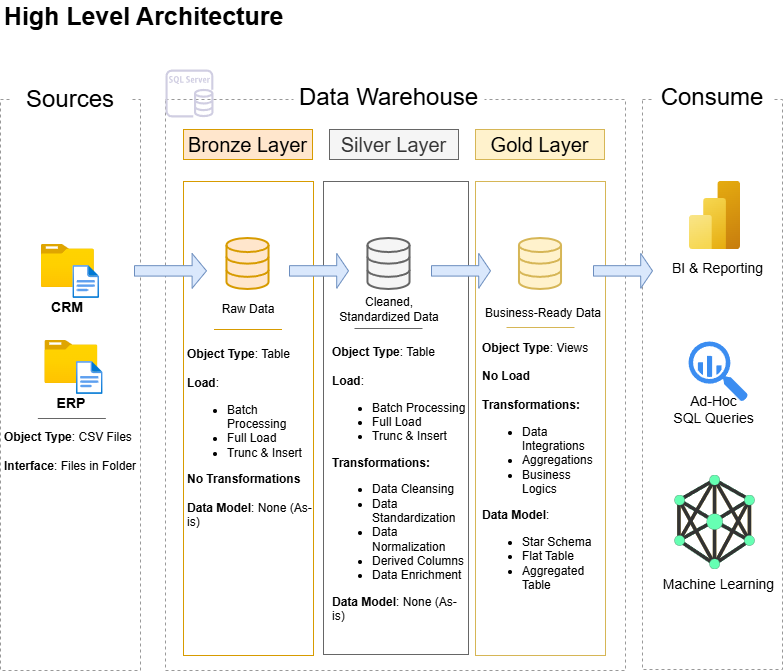 High Level Architecture
Sources
CRM
ERP
Object Type: CSV Files
Interface: Files in Folder
SQL Server
Data Warehouse
Bronze Layer
Raw Data
Object Type: Table
Load:
Batch
Processing
Full Load
Trunc & Insert
No Transformations
Data Model: None (As-
is)
Silver Layer
Cleaned,
Standardized Data
Object Type: Table
Load:
Batch Processing
Full Load
Trunc & Insert
Transformations:
Data Cleansing
Data
Standardization
Data
Normalization
Derived Columns
Data Enrichment
Data Model: None (As-
is)
Gold Layer
Business-Ready Data
Object Type: Views
No Load
Transformations:
Data
Integrations
Aggregations
Business
Logics
Data Model:
Star Schema
Flat Table
Aggregated
Table
Consume
BI & Reporting
Ad-Hoc
SQL Queries
Machine Learning